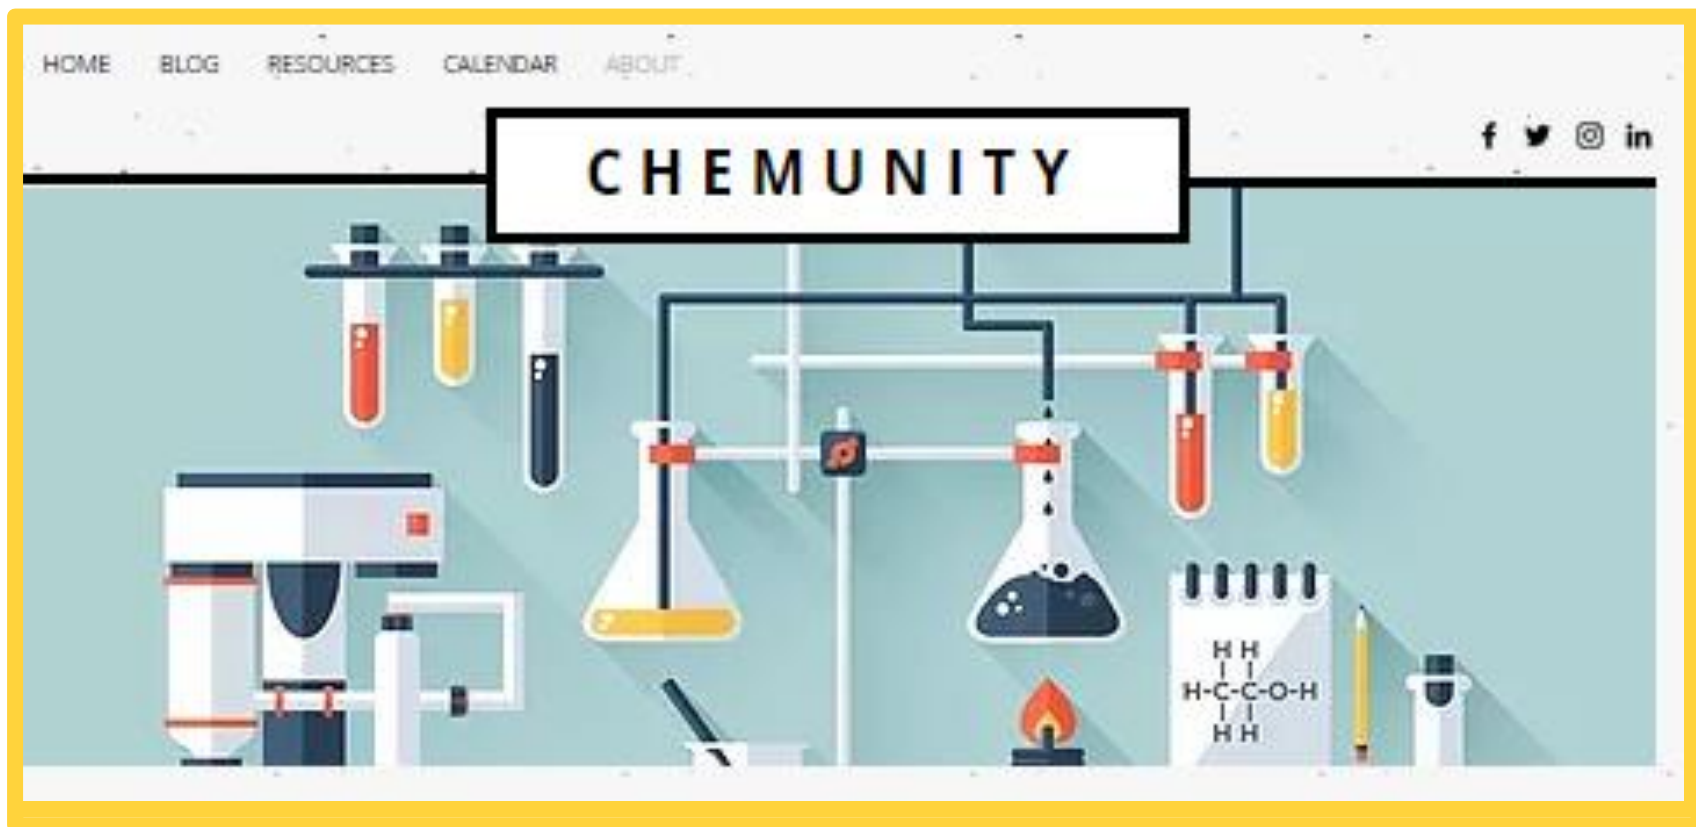 HOME BLOG RESOURCES CALENDAR ABOUT
CHEMUNITY
H H
H-C-C-O-H
H H